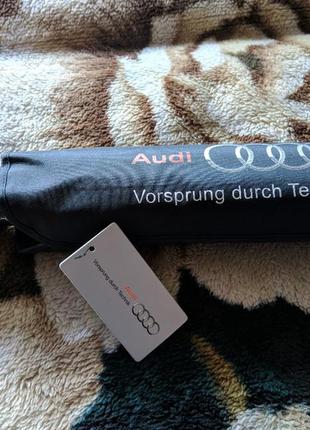 Audi
Vorsprung durch Te
Audi
Vorsprung durch Technik